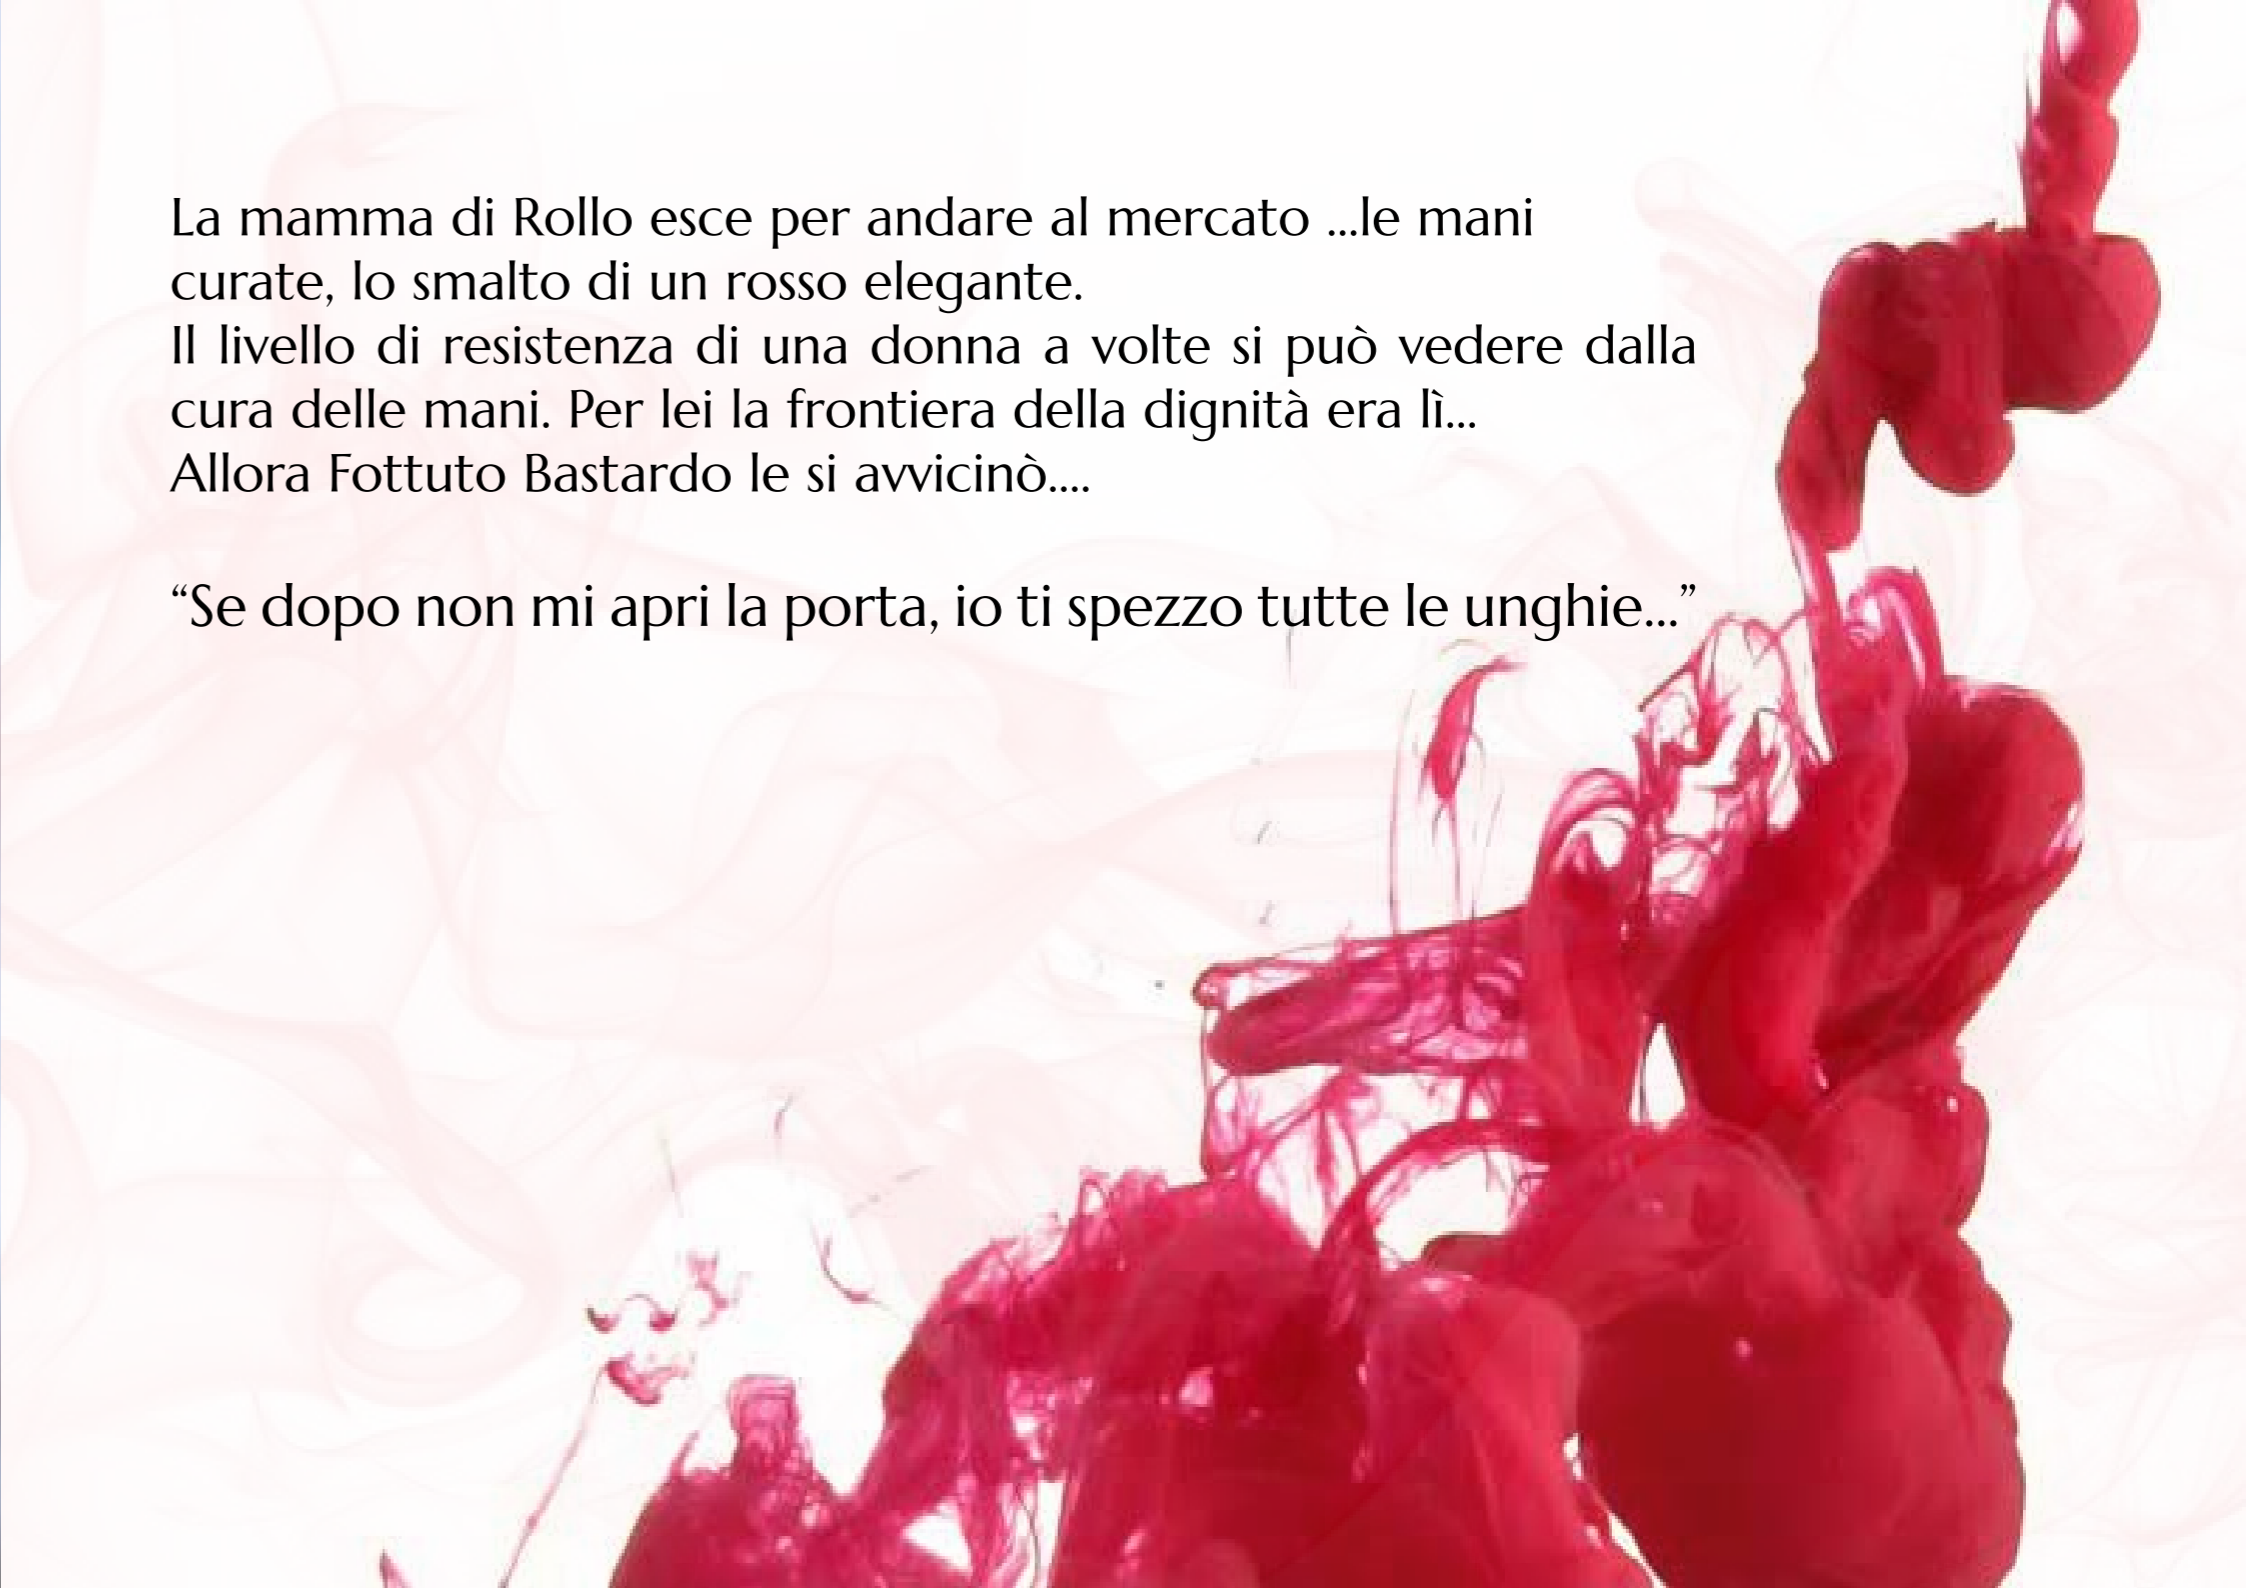 La mamma di Rollo esce per andare al mercato ...le mani
curate, lo smalto di un rosso elegante.
Il livello di resistenza di una donna a volte si può vedere dalla
cura delle mani. Per lei la frontiera della dignità era lì...
Allora Fottuto Bastardo le si avvicinò....
“Se dopo non mi apri la porta, io ti spezzo tutte le unghie...”